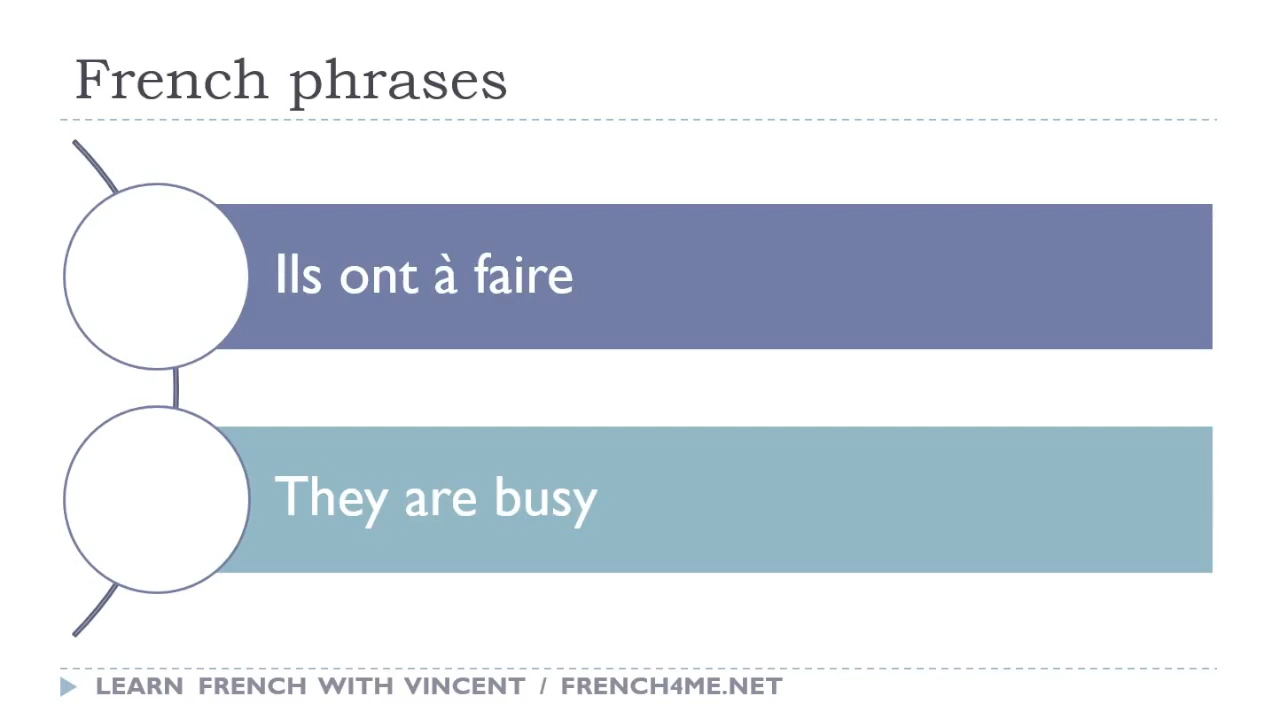 French phrases
Ils ont à faire
They are busy
LEARN FRENCH WITH VINCENT / FRENCH4ME.NET